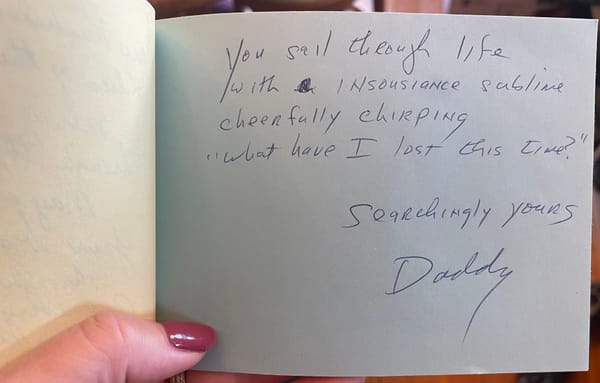 You sail through life
with insousiance sublime
cheerfully chirping
"what have I lost this time?"
Searchingly yours
Daddy